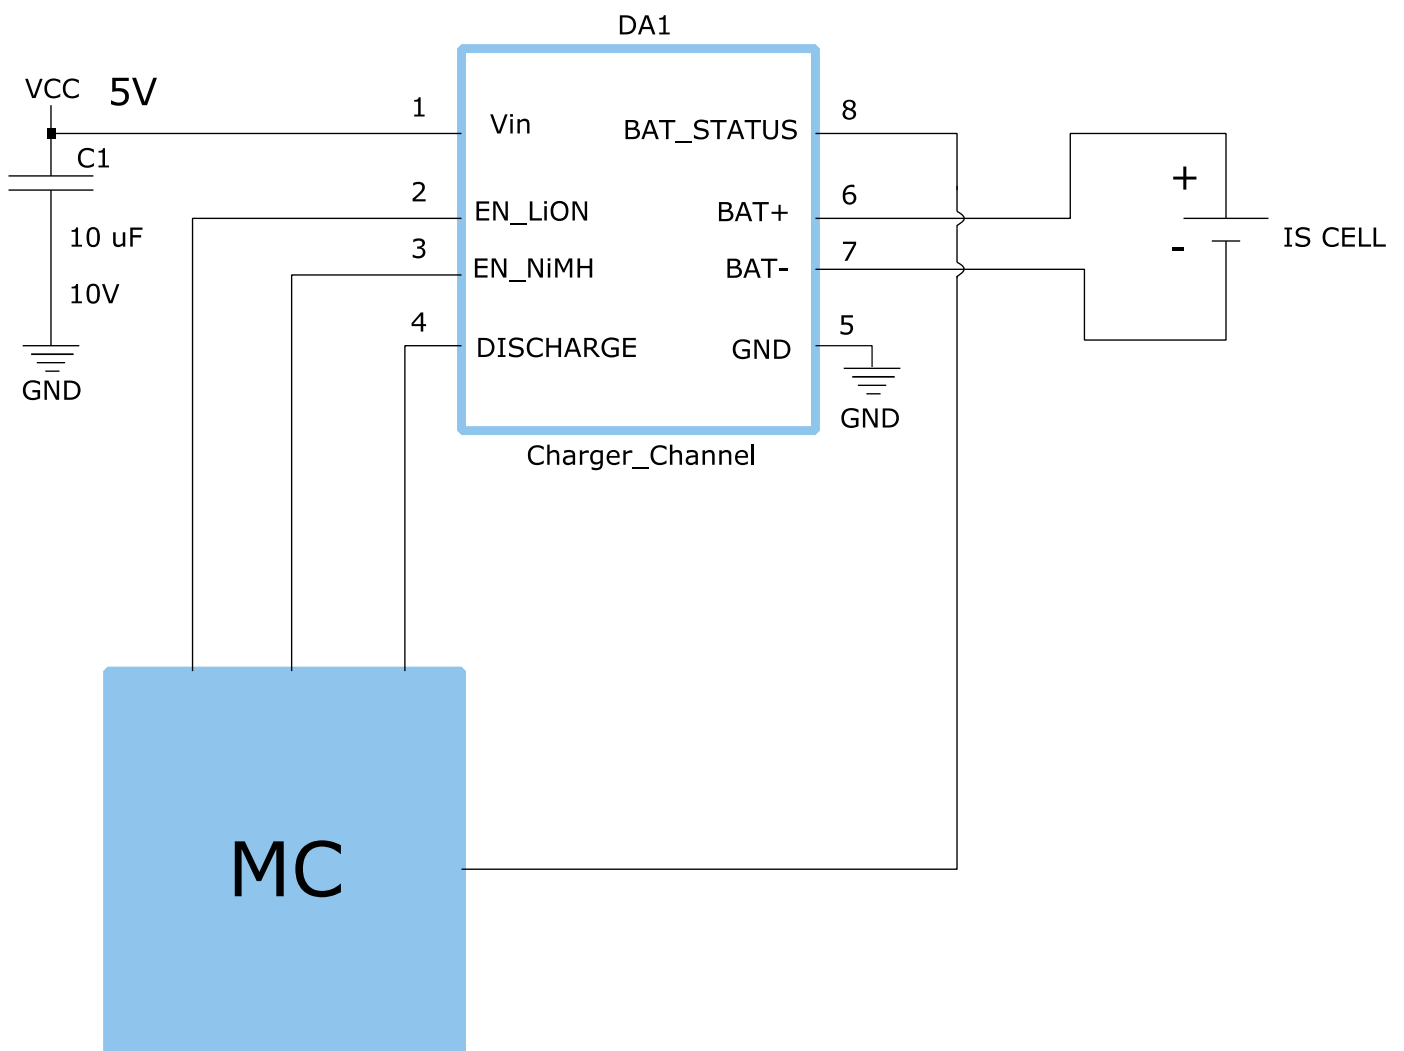 DA1
VCC 5V
1
Vin
BAT_STATUS
8
C1
2
EN_LiON
BAT+
6
+
10 uF
3
EN_NiMH
BAT-
7
-
IS CELL
10V
4
DISCHARGE
GND
5
GND
GND
Charger_Channel
MC